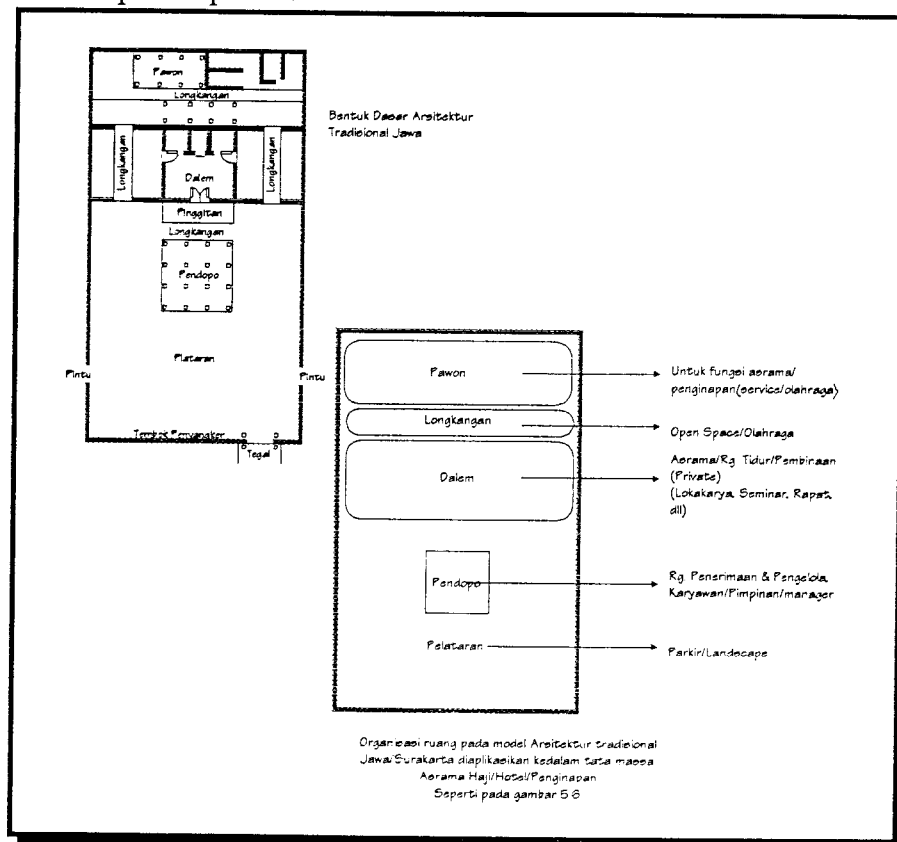 Pawon
Longkangan
Bentuk Dasar Arsitektur
Tradisional Jawa
Longkangan
Longkangan
Dalem
Pinggitan
Longkangan
Pendopo
Plataran
Pintu
Pintu
Tembok Penyangker
Tegal
Pawon
Untuk fungsi asrama/
penginapan(service/olahraga)
Longkangan
Open Space/Olahraga
Dalem
Asrama/Rg. Tidur/Pembinaan
(Private)
(Lokakarya, Seminar, Rapat,
dll)
Pendopo
Rg. Penerimaan & Pengelola,
Karyawan/Pimpinan/manager
Pelataran
Parkir/Landscape
Organisasi ruang pada model Arsitektur tradisional
Jawa/Surakarta diaplikasikan kedalam tata massa
Asrama Haji/Hotel/Penginapan
Seperti pada gambar 5.6